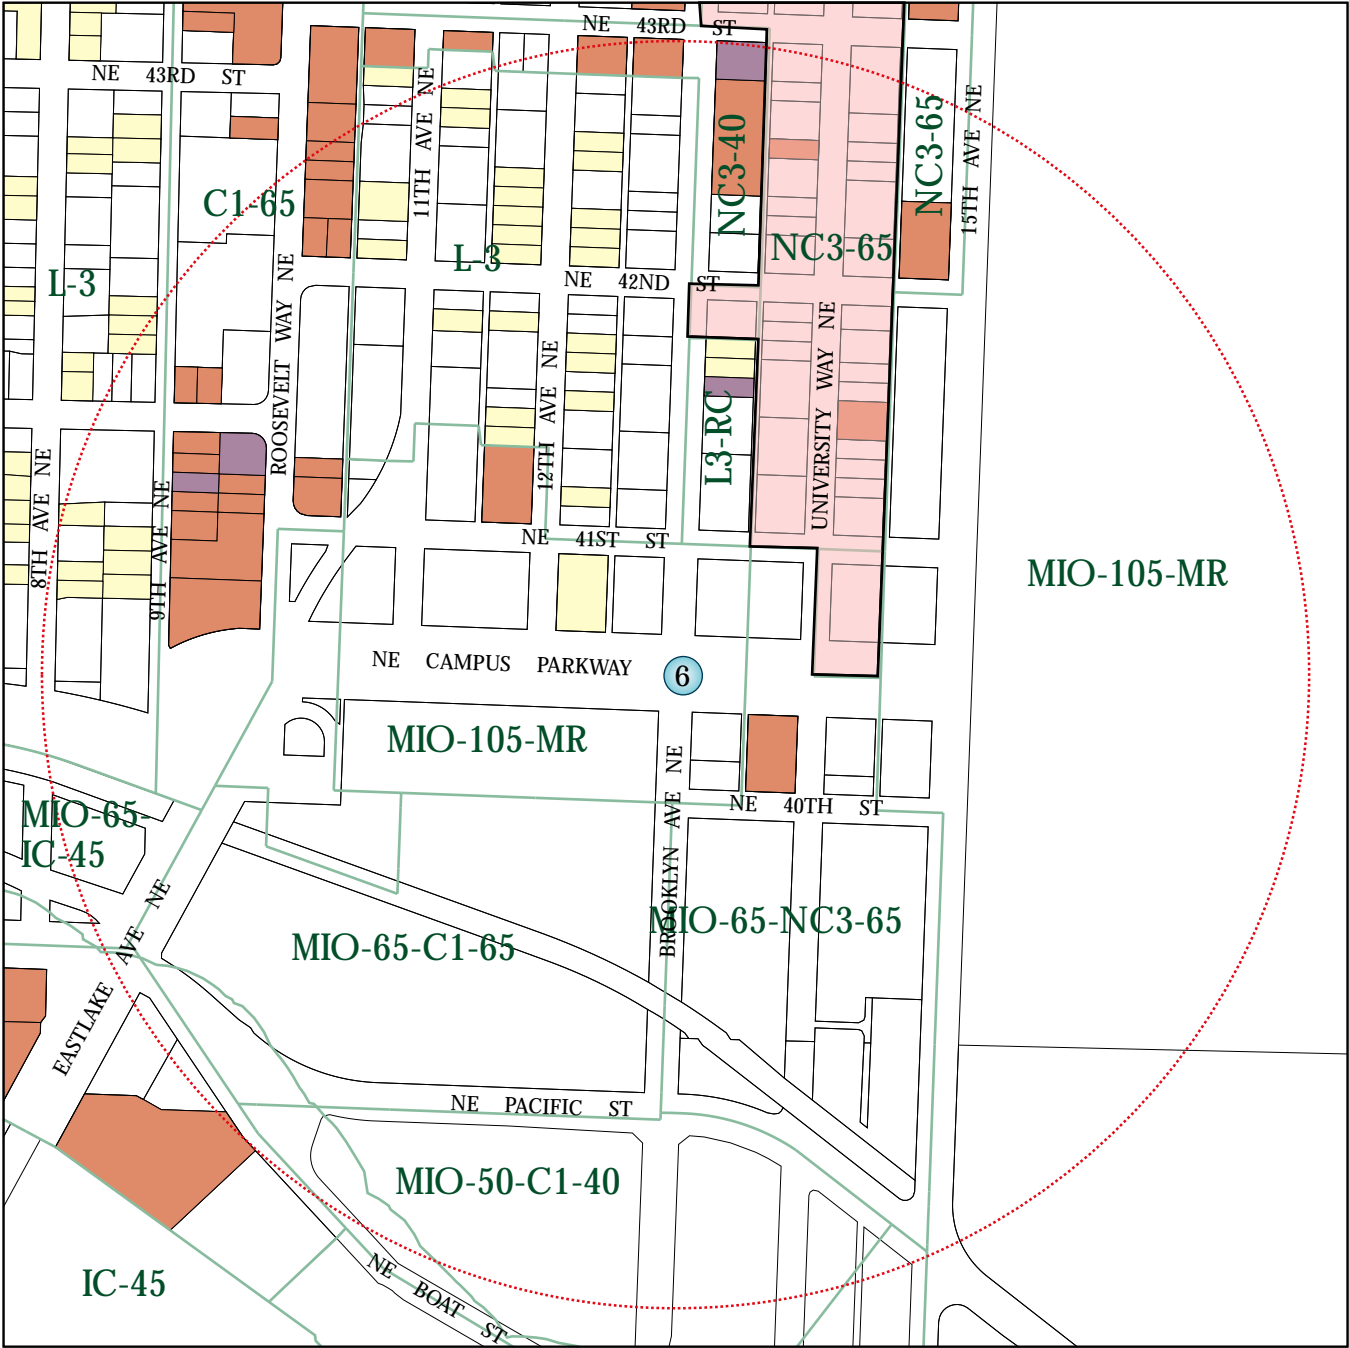 NE 43RD ST
NE 43RD ST
11TH AVE NE
NC3-40
NC3-65
15TH AVE NE
C1-65
L-3
NC3-65
L-3
NE 42ND ST
ROOSEVELT WAY NE
12TH AVE NE
UNIVERSITY WAY NE
L3-RC
8TH AVE NE
9TH AVE NE
NE 41ST ST
MIO-105-MR
NE CAMPUS PARKWAY
6
MIO-105-MR
BROOKLYN AVE NE
NE 40TH ST
MIO-65-
IC-45
EASTLAKE AVE NE
MIO-65-C1-65
MIO-65-NC3-65
NE PACIFIC ST
MIO-50-C1-40
IC-45
NE BOAT ST